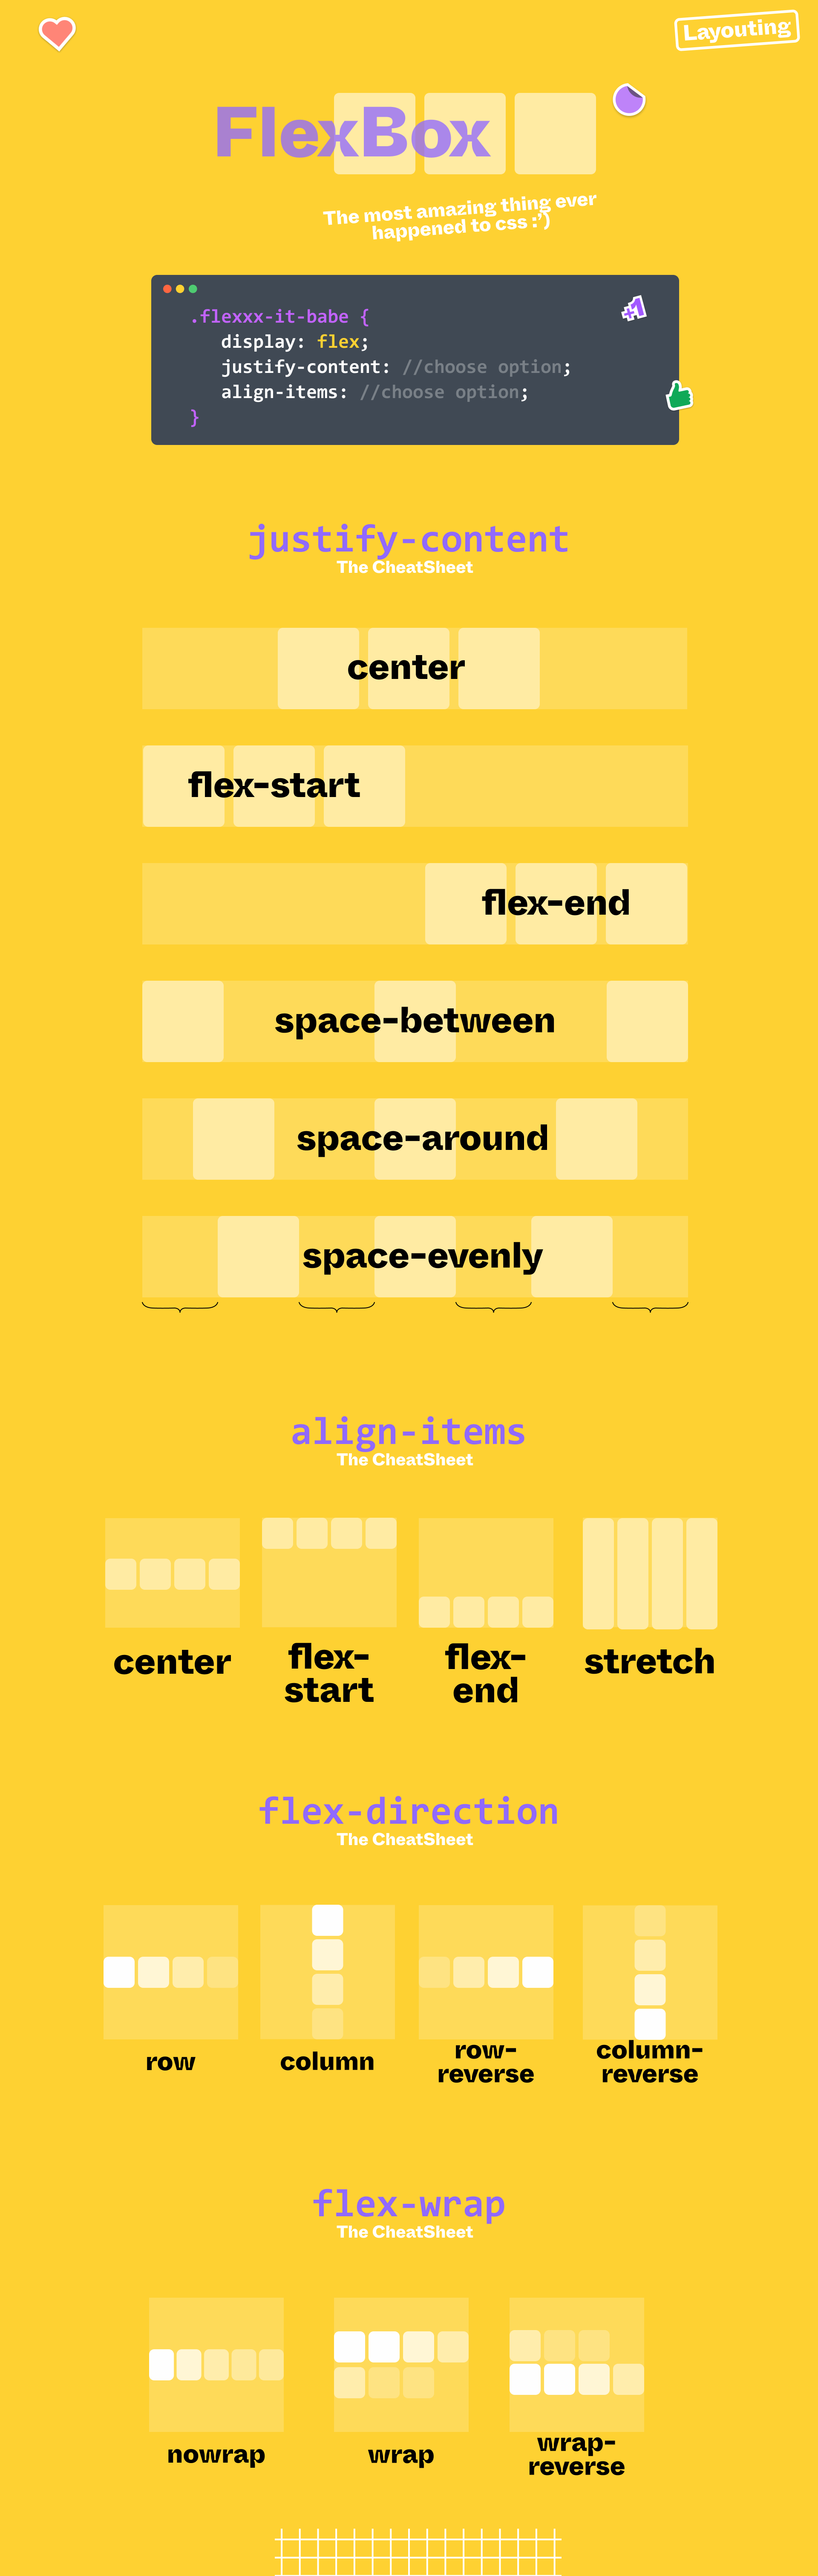 Layouting
FlexBox
The most amazing thing ever
happened to css :')
.flexxx-it-babe {
display: flex;
justify-content: //choose option;
align-items: //choose option;
}
+1
justify-content
The CheatSheet
center
flex-start
flex-end
space-between
space-around
space-evenly
align-items
The CheatSheet
center
flex-
start
flex-
end
stretch
flex-direction
The CheatSheet
row
column
row-
reverse
column-
reverse
flex-wrap
The CheatSheet
nowrap
wrap
wrap-
reverse